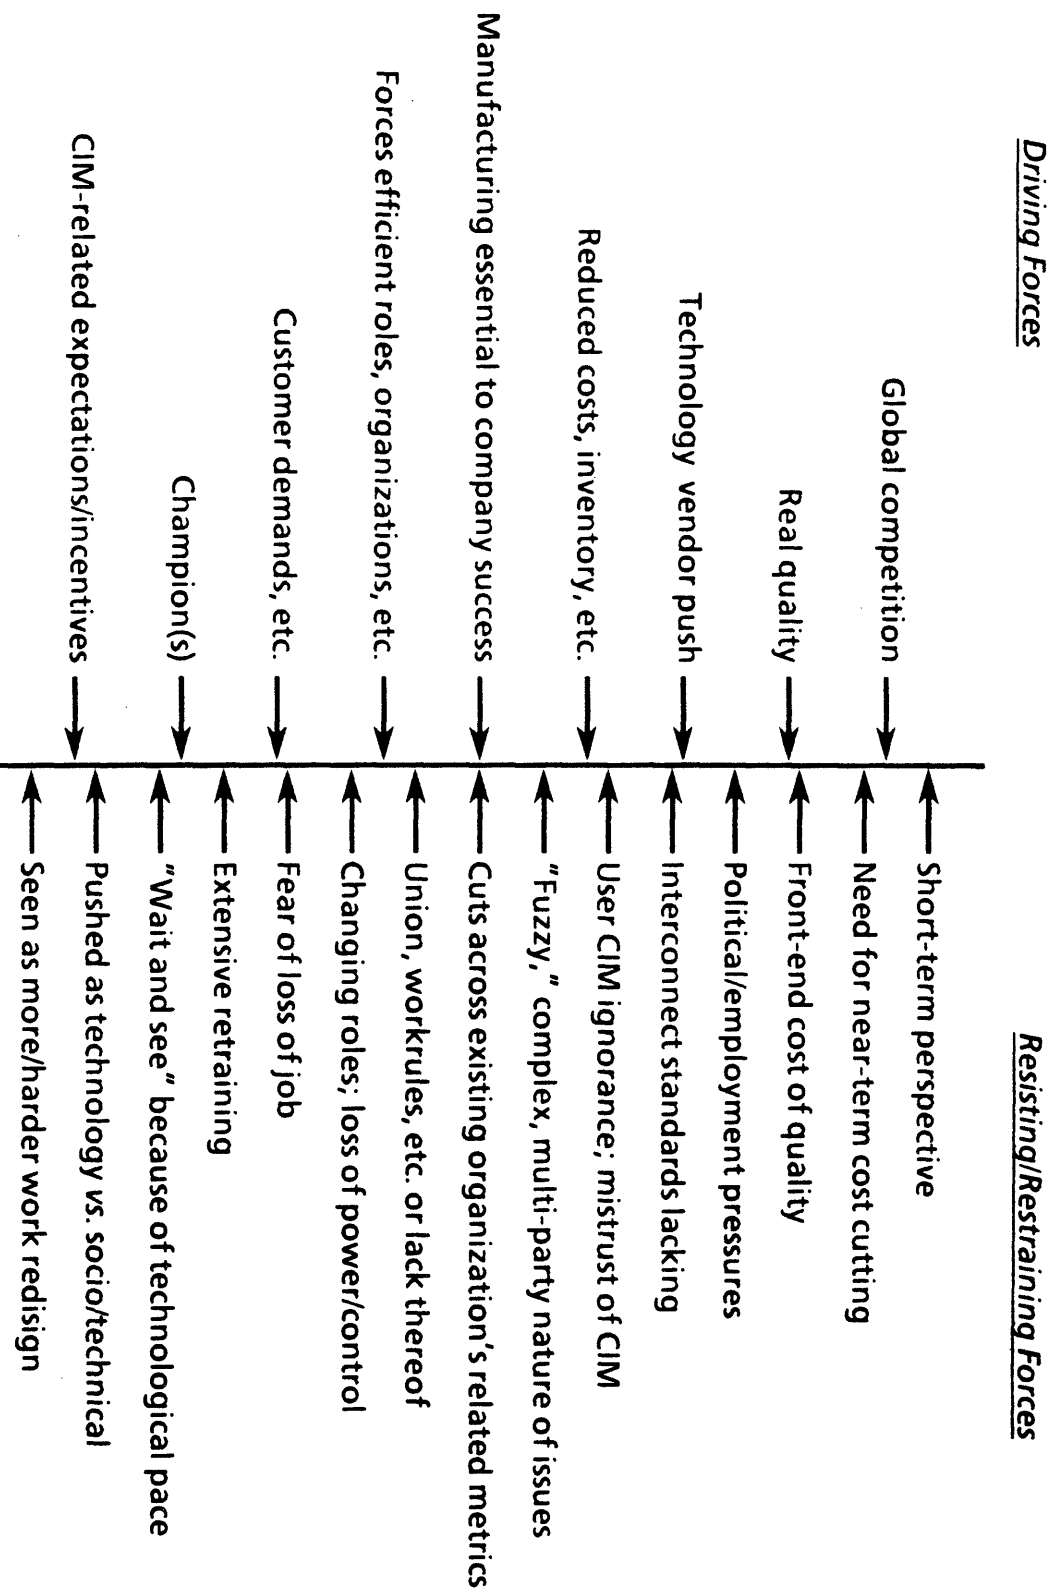 Driving Forces
Global competition
Real quality
Technology vendor push
Reduced costs, inventory, etc.
Manufacturing essential to company success
Forces efficient roles, organizations, etc.
Customer demands, etc.
Champion(s)
CIM-related expectations/incentives
Resisting/Restraining Forces
Short-term perspective
Need for near-term cost cutting
Front-end cost of quality
Political/employment pressures
Interconnect standards lacking
User CIM ignorance; mistrust of CIM
"Fuzzy," complex, multi-party nature of issues
Cuts across existing organization's related metrics
Union, workrules, etc. or lack thereof
Changing roles; loss of power/control
Fear of loss of job
Extensive retraining
"Wait and see" because of technological pace
Pushed as technology vs. socio/technical
Seen as more/harder work redisign